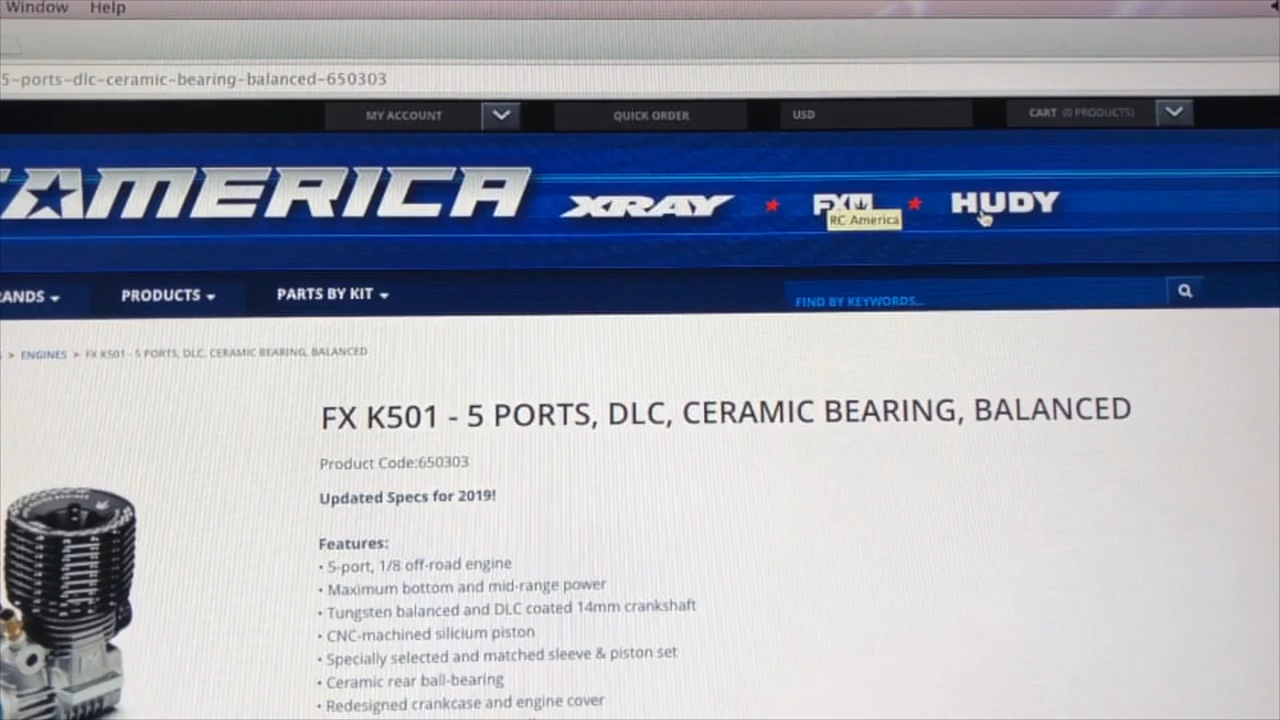 Window Help
5-ports-dlc-ceramic-bearing-balanced-650303
MY ACCOUNT QUICK ORDER USD CART (0 PRODUCTS)
AMERICA XRAY FX HUDY
RC America
ANDS PRODUCTS PARTS BY KIT FIND BY KEYWORDS...
> ENGINES > FX K501 - 5 PORTS, DLC, CERAMIC BEARING, BALANCED
FX K501 - 5 PORTS, DLC, CERAMIC BEARING, BALANCED
Product Code:650303
Updated Specs for 2019!
Features:
• 5-port, 1/8 off-road engine
• Maximum bottom and mid-range power
• Tungsten balanced and DLC coated 14mm crankshaft
• CNC-machined silicium piston
• Specially selected and matched sleeve & piston set
• Ceramic rear ball-bearing
• Redesigned crankcase and engine cover